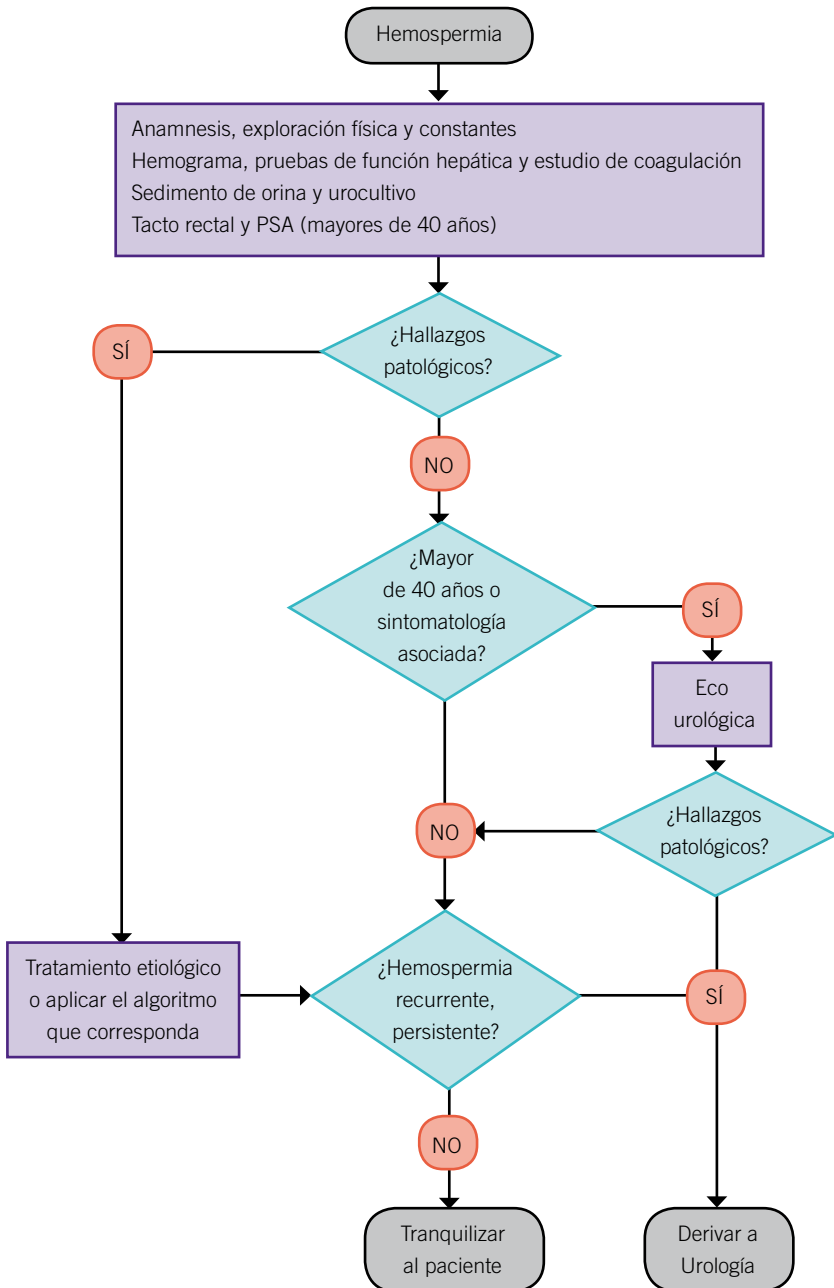 Hemospermia
Anamnesis, exploración física y constantes
Hemograma, pruebas de función hepática y estudio de coagulación
Sedimento de orina y urocultivo
Tacto rectal y PSA (mayores de 40 años)
¿Hallazgos
patológicos?
SÍ
NO
¿Mayor
de 40 años o
sintomatología
asociada?
SÍ
Eco
urológica
¿Hallazgos
patológicos?
NO
Tratamiento etiológico
o aplicar el algoritmo
que corresponda
¿Hemospermia
recurrente,
persistente?
SÍ
NO
Tranquilizar
al paciente
Derivar a
Urología